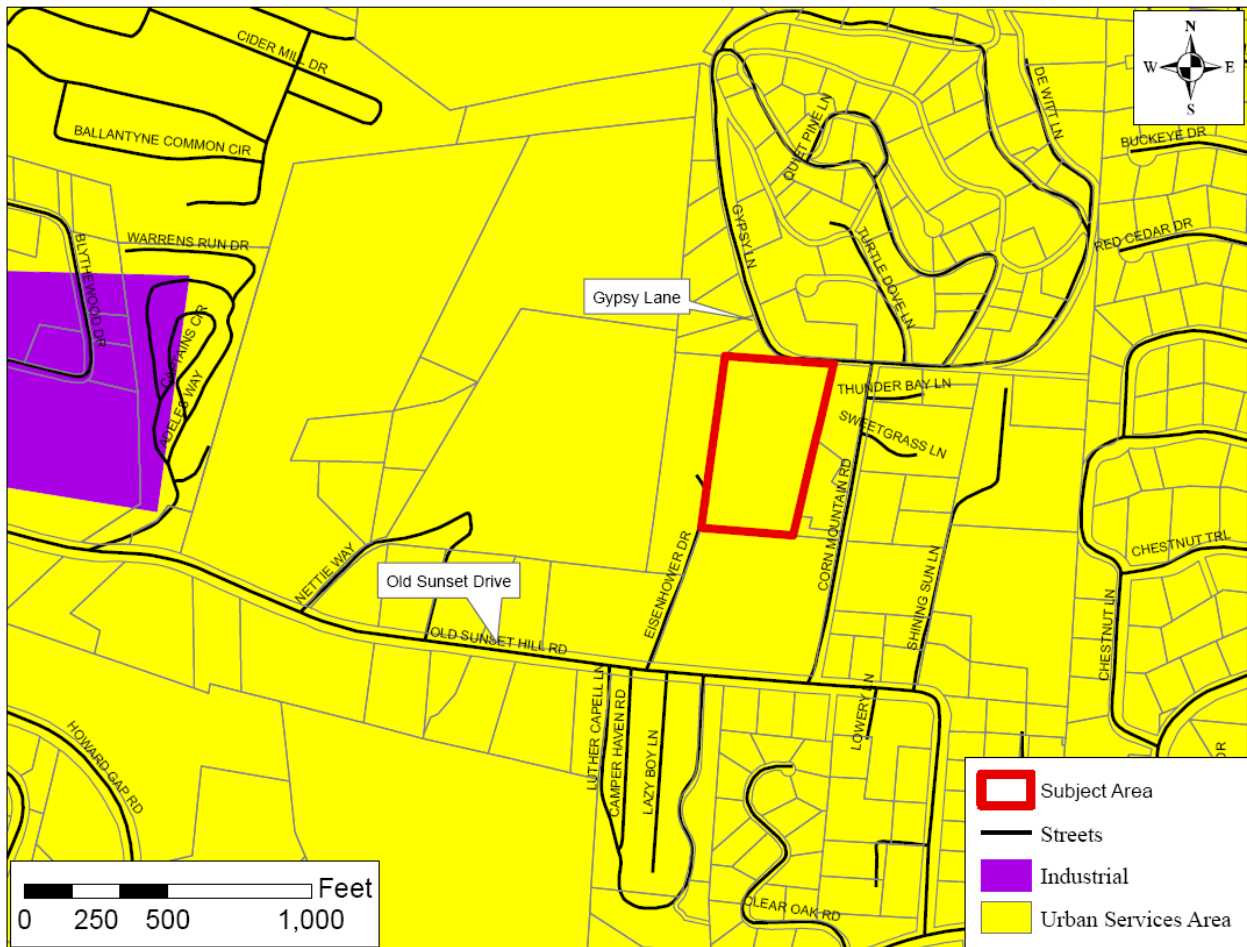 CIDER MILL DR
BALLANTYNE COMMON CIR
N
W
E
S
DE WITT LN
BUCKEYE DR
QUIET PINE LN
GYPSY LN
TURTLE DOVE LN
RED CEDAR DR
WARRENS RUN DR
BLYTHEWOOD DR
CAPTAINS CIR
ADELES WAY
Gypsy Lane
THUNDER BAY LN
SWEETGRASS LN
CORN MOUNTAIN RD
SHINING SUN LN
CHESTNUT TRL
CHESTNUT LN
NETTIE WAY
Old Sunset Drive
OLD SUNSET HILL RD
EISENHOWER DR
LUTHER CAPELL LN
CAMPER HAVEN RD
LAZY BOY LN
LOWERY LN
HOWARD GAP RD
CLEAR OAK RD
DR
Subject Area
Streets
Industrial
Urban Services Area
Feet
0 250 500 1,000